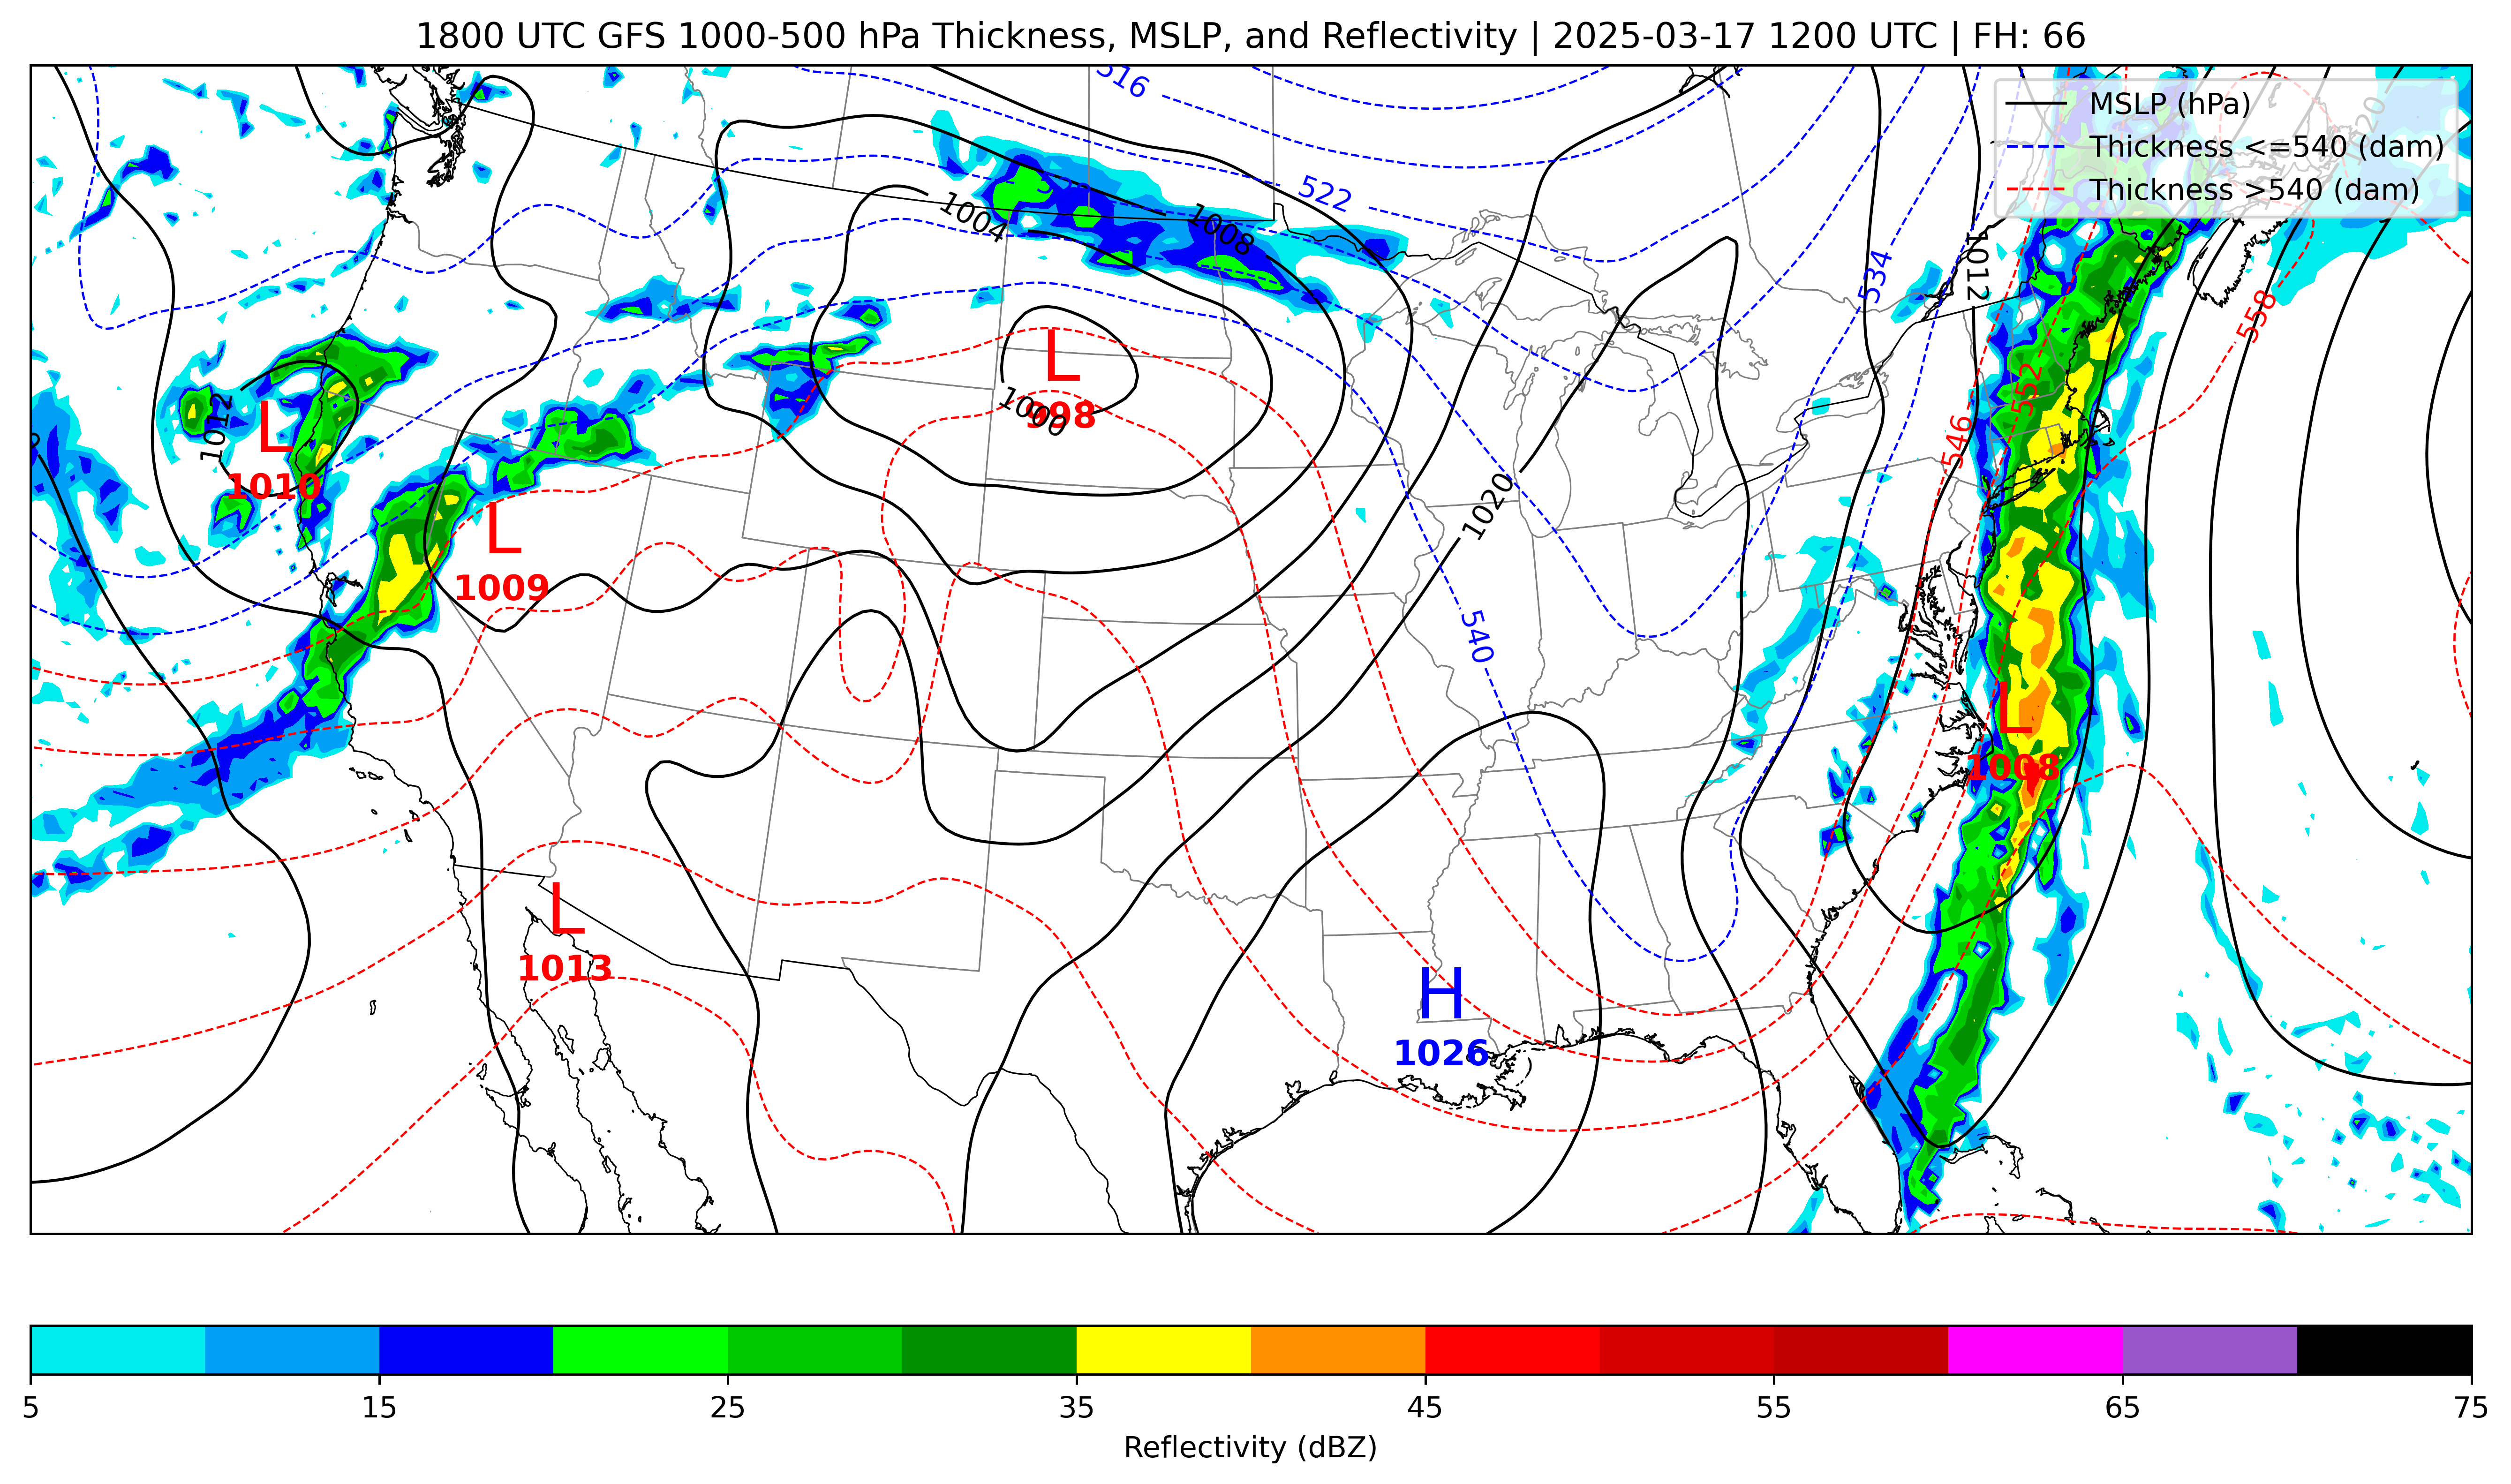 1800 UTC GFS 1000-500 hPa Thickness, MSLP, and Reflectivity | 2025-03-17 1200 UTC | FH: 66
516
MSLP (hPa)
Thickness <=540 (dam)
Thickness >540 (dam)
520
522
1004
1008
1012
534
558
L
998
1000
552
1012
L
1010
546
1020
L
1009
540
L
1008
L
1013
H
1026
5
15
25
35
45
55
65
75
Reflectivity (dBZ)